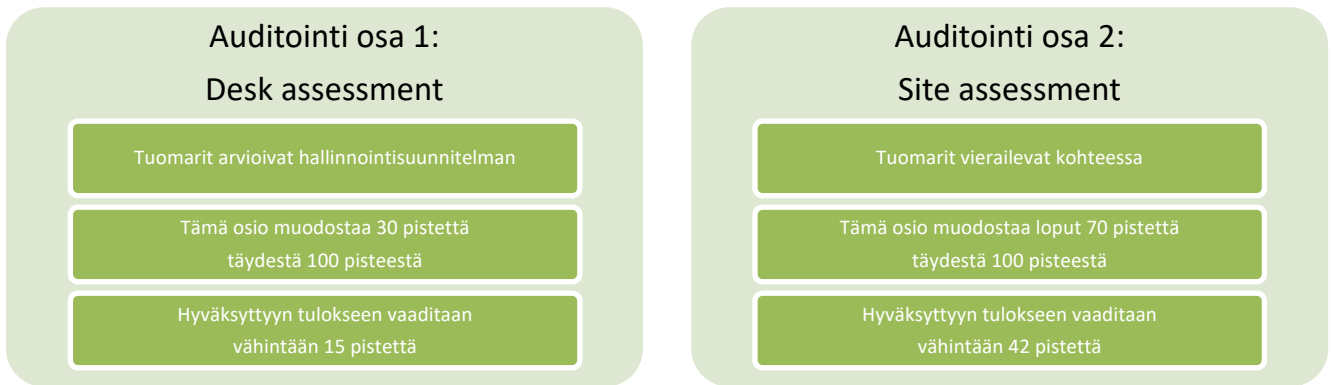 Auditointi osa 1:
Desk assessment
Tuomarit arvioivat hallinnointisuunnitelman
Tämä osio muodostaa 30 pistettä
täydestä 100 pisteestä
Hyväksyttyyn tulokseen vaaditaan
vähintään 15 pistettä
Auditointi osa 2:
Site assessment
Tuomarit vierailevat kohteessa
Tämä osio muodostaa loput 70 pistettä
täydestä 100 pisteestä
Hyväksyttyyn tulokseen vaaditaan
vähintään 42 pistettä